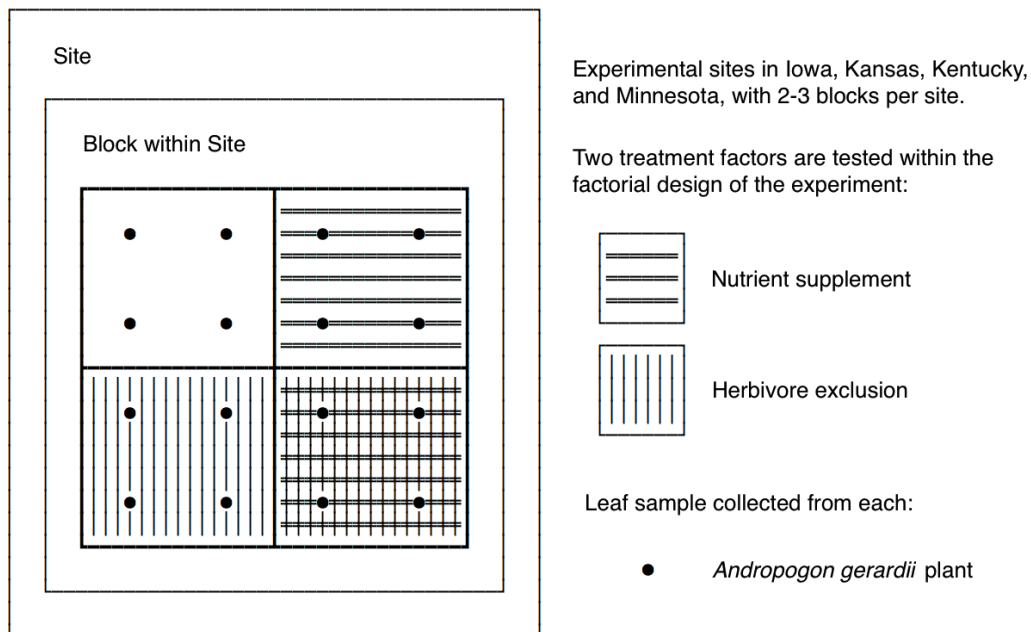 Site
Block within Site
Experimental sites in Iowa, Kansas, Kentucky,
and Minnesota, with 2-3 blocks per site.
Two treatment factors are tested within the
factorial design of the experiment:
Nutrient supplement
Herbivore exclusion
Leaf sample collected from each:
Andropogon gerardii plant